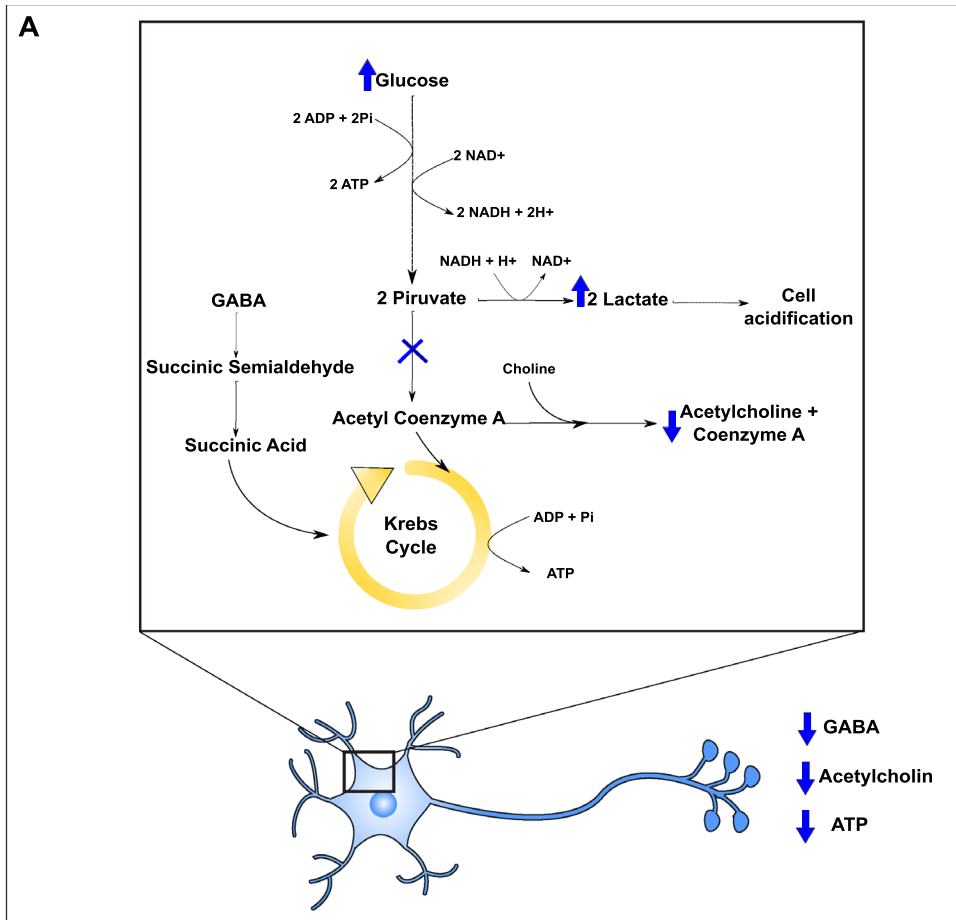 A
Glucose
2 ADP + 2Pi
2 NAD+
2 ATP
2 NADH + 2H+
NADH + H+
NAD+
GABA
2 Piruvate
2 Lactate
Cell
acidification
Succinic Semialdehyde
Choline
Acetyl Coenzyme A
Acetylcholine +
Coenzyme A
Succinic Acid
Krebs
Cycle
ADP + Pi
ATP
GABA
Acetylcholin
ATP